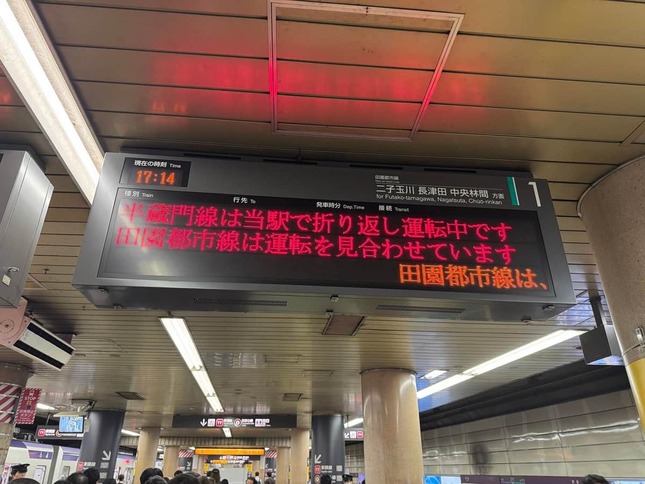 現在の時刻 Time
17:14
田園都市線
二子玉川 長津田 中央林間 方面
for Futako-tamagawa, Nagatsuta, Chūō-rinkan
1
種別 Train
行先 To
発車時分 Dep.Time
接続 Transit
半蔵門線は当駅で折り返し運転中です
田園都市線は運転を見合わせています
田園都市線は、